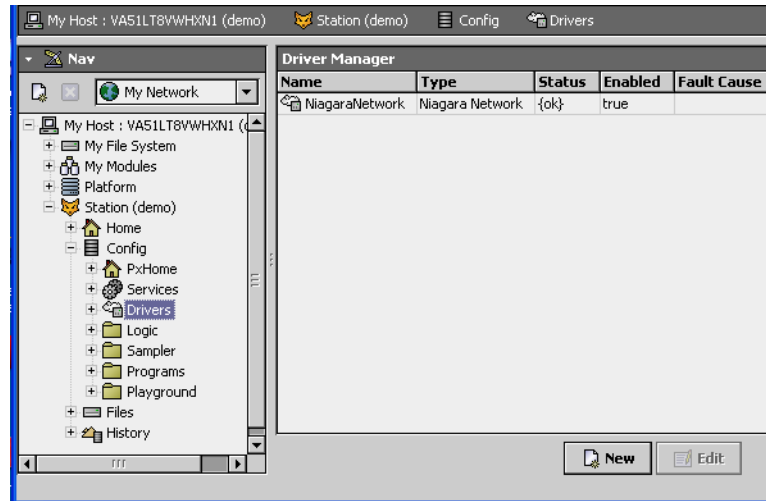 My Host : VA51LT8VWHXN1 (demo) Station (demo) Config Drivers
Nav
My Network
My Host : VA51LT8VWHXN1 (
My File System
My Modules
Platform
Station (demo)
Home
Config
PxHome
Services
Drivers
Logic
Sampler
Programs
Playground
Files
History
Driver Manager
Name Type Status Enabled Fault Cause
NiagaraNetwork Niagara Network {ok} true
New Edit